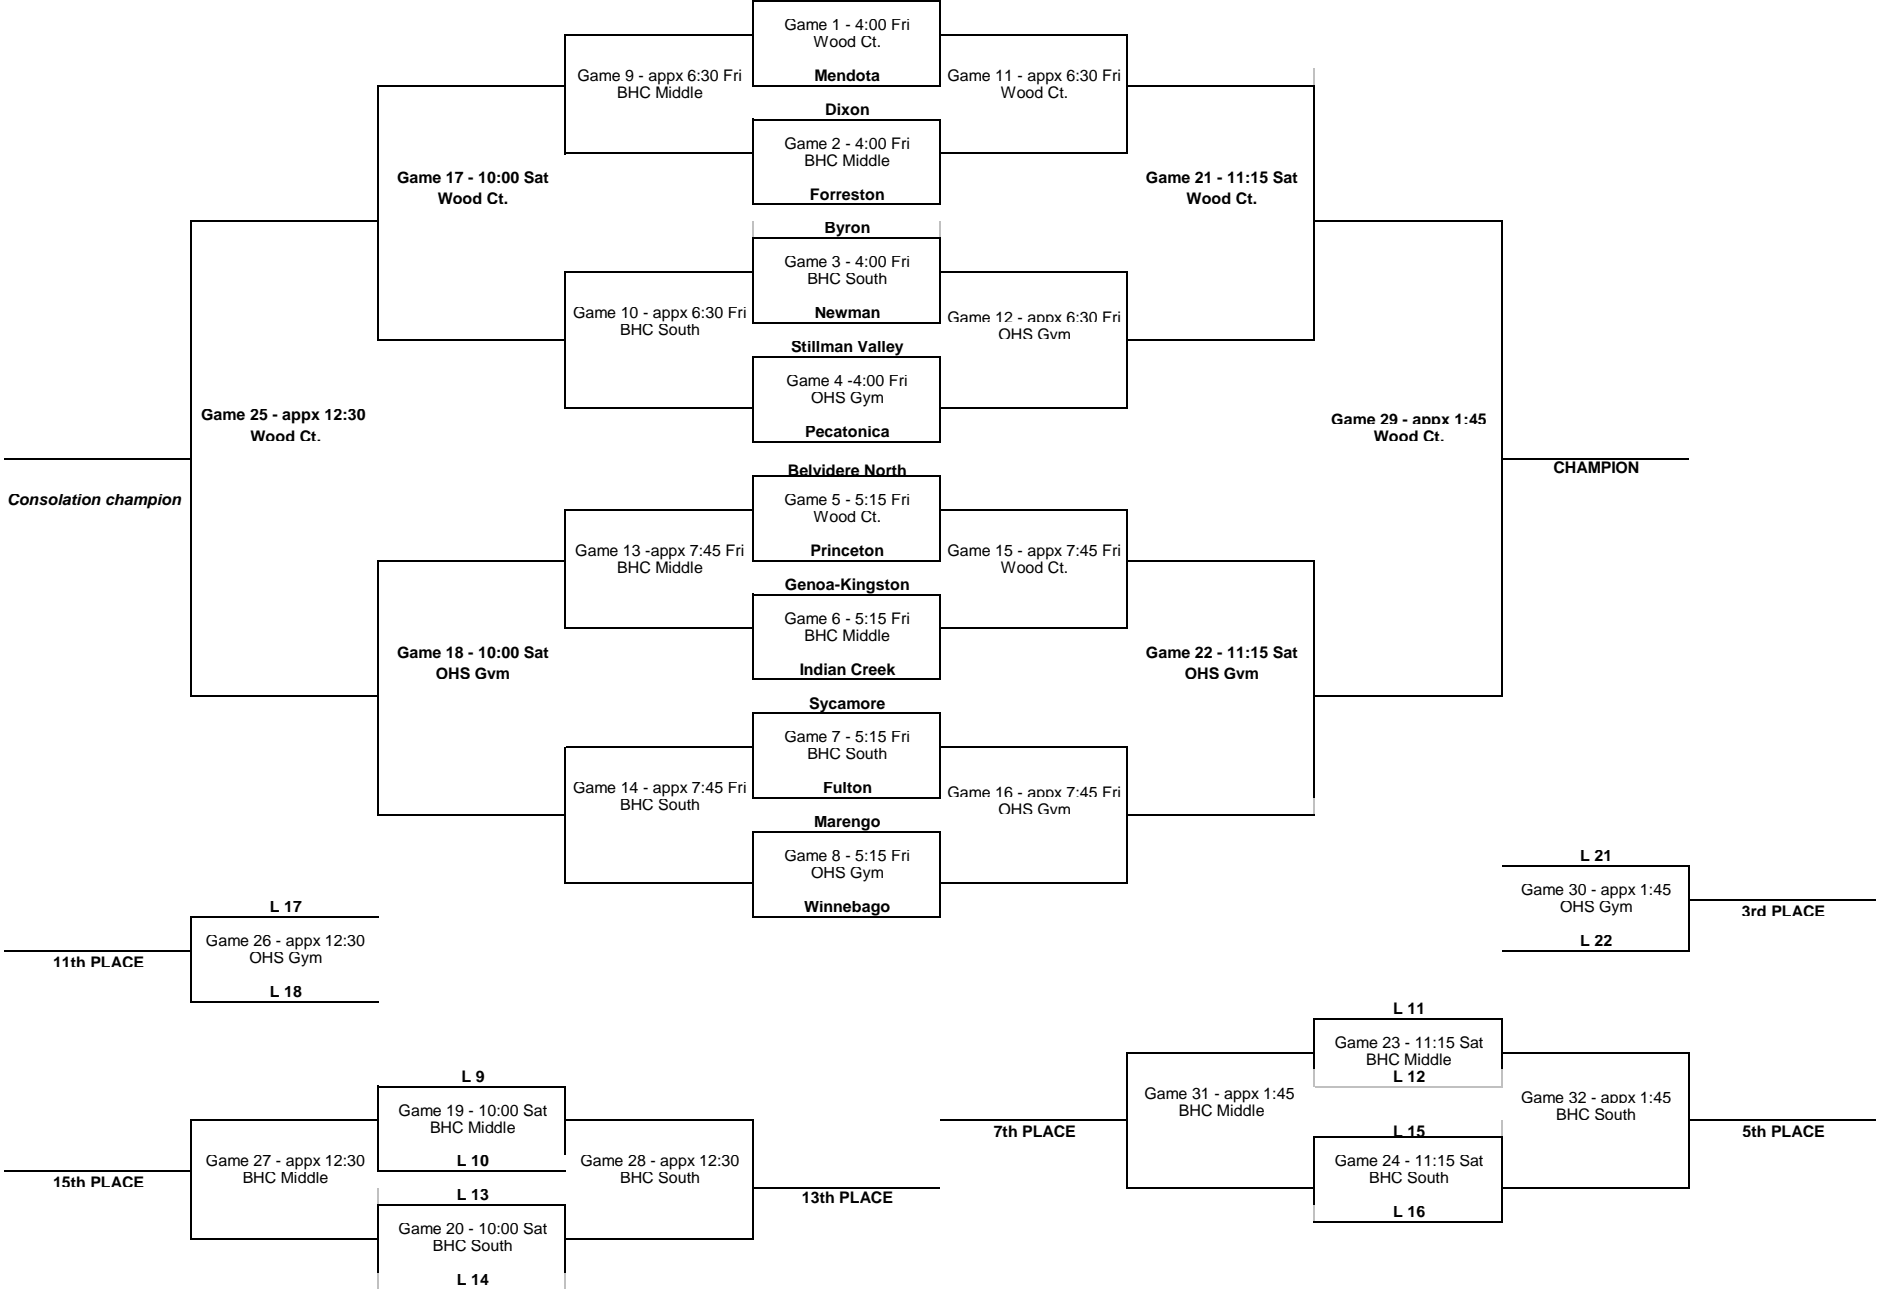 Game 1 - 4:00 Fri
Wood Ct.
Mendota
Game 9 - appx 6:30 Fri
BHC Middle
Game 11 - appx 6:30 Fri
Wood Ct.
Dixon
Game 2 - 4:00 Fri
BHC Middle
Forreston
Game 17 - 10:00 Sat
Wood Ct.
Game 21 - 11:15 Sat
Wood Ct.
Byron
Game 3 - 4:00 Fri
BHC South
Newman
Game 10 - appx 6:30 Fri
BHC South
Game 12 - appx 6:30 Fri
OHS Gym
Stillman Valley
Game 4 -4:00 Fri
OHS Gym
Pecatonica
Game 25 - appx 12:30
Wood Ct.
Game 29 - appx 1:45
Wood Ct.
Consolation champion
CHAMPION
Belvidere North
Game 5 - 5:15 Fri
Wood Ct.
Princeton
Game 13 -appx 7:45 Fri
BHC Middle
Game 15 - appx 7:45 Fri
Wood Ct.
Genoa-Kingston
Game 6 - 5:15 Fri
BHC Middle
Indian Creek
Game 18 - 10:00 Sat
OHS Gym
Game 22 - 11:15 Sat
OHS Gym
Sycamore
Game 7 - 5:15 Fri
BHC South
Fulton
Game 14 - appx 7:45 Fri
BHC South
Game 16 - appx 7:45 Fri
OHS Gym
Marengo
Game 8 - 5:15 Fri
OHS Gym
Winnebago
L 21
Game 30 - appx 1:45
OHS Gym
L 22
3rd PLACE
L 17
Game 26 - appx 12:30
OHS Gym
L 18
11th PLACE
L 11
Game 23 - 11:15 Sat
BHC Middle
L 12
Game 31 - appx 1:45
BHC Middle
Game 32 - appx 1:45
BHC South
7th PLACE
5th PLACE
L 15
Game 24 - 11:15 Sat
BHC South
L 16
L 9
Game 19 - 10:00 Sat
BHC Middle
L 10
Game 27 - appx 12:30
BHC Middle
Game 28 - appx 12:30
BHC South
15th PLACE
13th PLACE
L 13
Game 20 - 10:00 Sat
BHC South
L 14